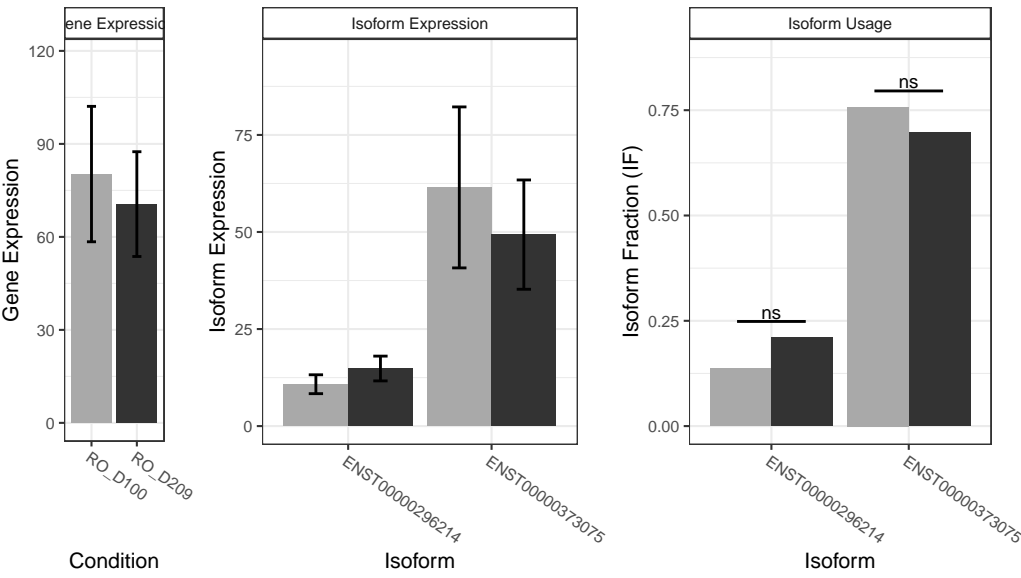 ene Expressio
Gene Expression
120
90
60
30
0
RO_D100
RO_D209
Condition
Isoform Expression
Isoform Expression
75
50
25
0
ENST00000296214
ENST00000373075
Isoform
Isoform Usage
Isoform Fraction (IF)
0.75
0.50
0.25
0.00
ns
ns
ENST00000296214
ENST00000373075
Isoform